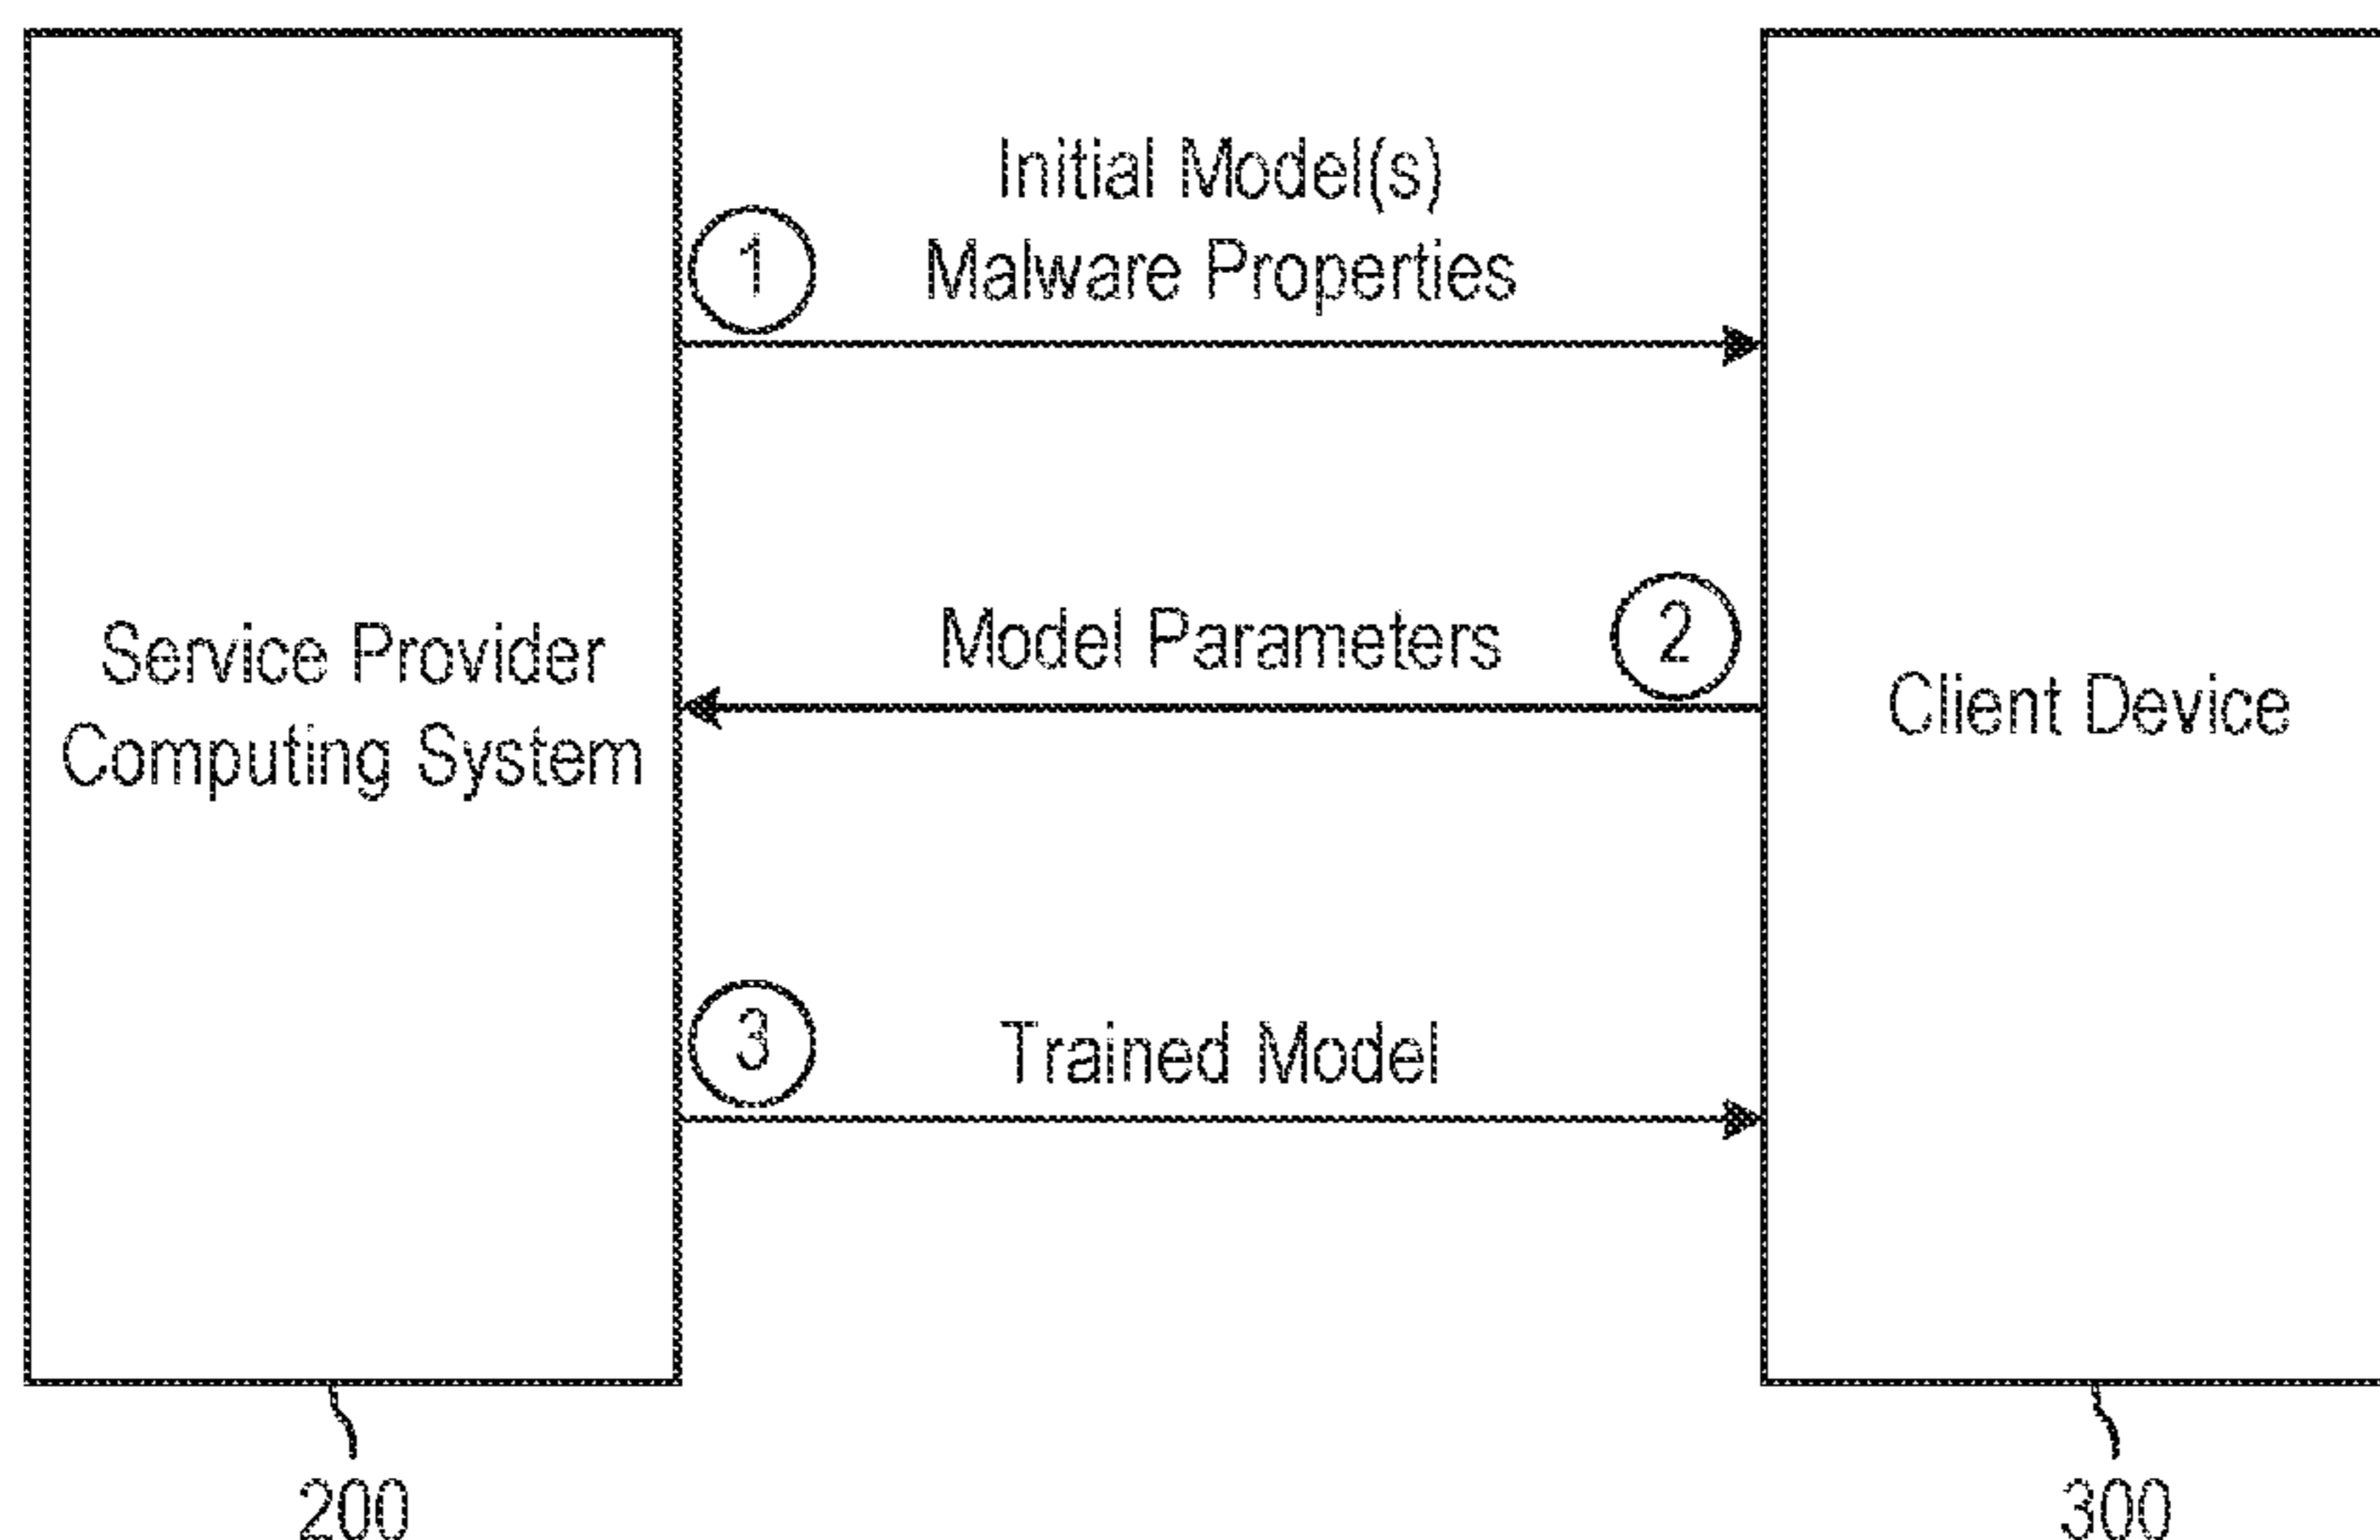 Initial Model(s)
1
Malware Properties
Model Parameters
2
Service Provider
Computing System
Client Device
3
Trained Model
200
300